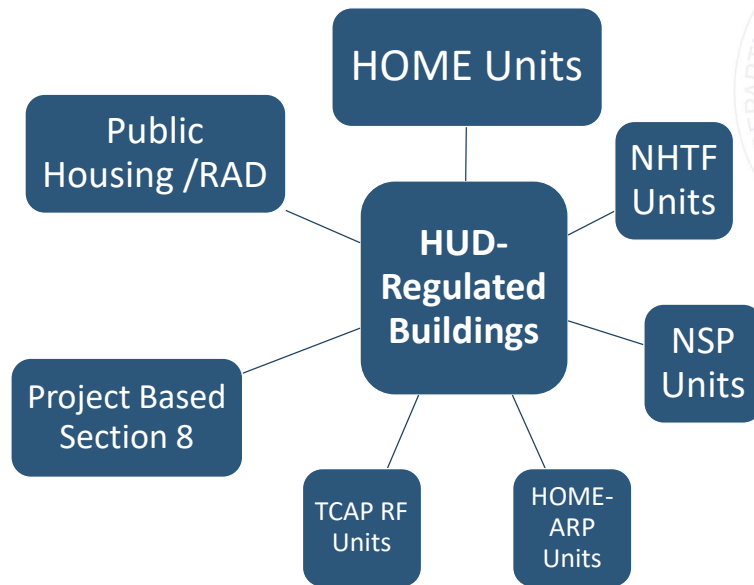 HOME Units
Public
Housing /RAD
NHTF
Units
HUD-
Regulated
Buildings
NSP
Units
Project Based
Section 8
TCAP RF
Units
HOME-
ARP
Units